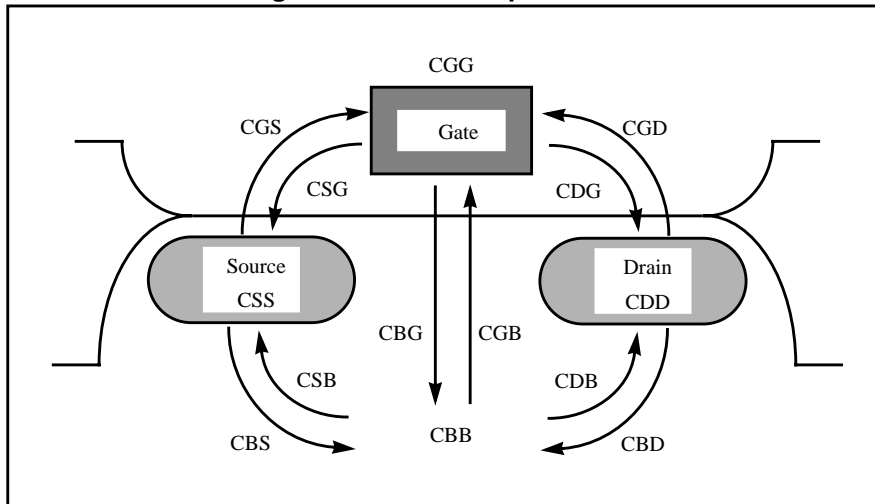 CGG
Gate
CGS
CGD
CSG
CDG
Source
CSS
Drain
CDD
CBG
CGB
CSB
CDB
CBS
CBB
CBD